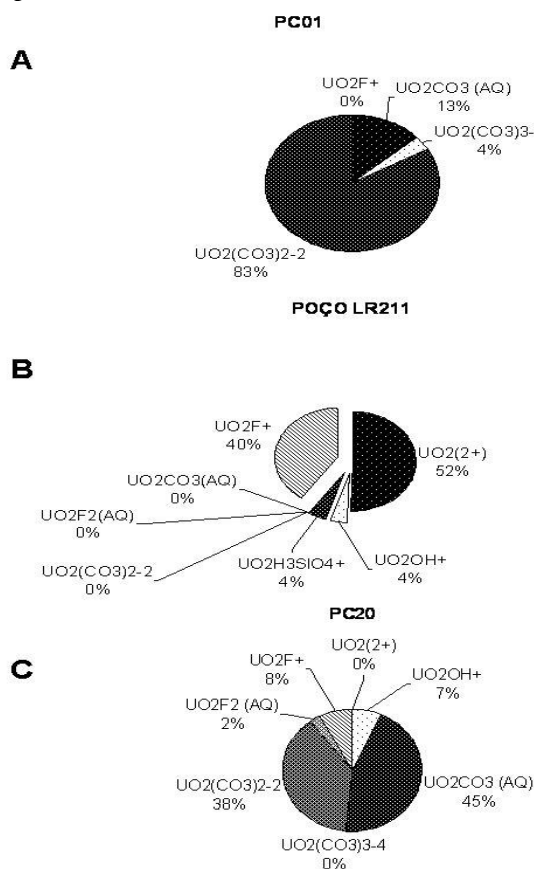 PC01
A
UO2F+
0%
UO2CO3 (AQ)
13%
UO2(CO3)3-
4%
UO2(CO3)2-2
83%
POÇO LR211
B
UO2F+
40%
UO2(2+)
52%
UO2CO3(AQ)
0%
UO2F2(AQ)
0%
UO2(CO3)2-2
0%
UO2H3SIO4+
4%
UO2OH+
4%
PC20
C
UO2(2+)
0%
UO2F+
8%
UO2OH+
7%
UO2F2 (AQ)
2%
UO2(CO3)2-2
38%
UO2CO3 (AQ)
45%
UO2(CO3)3-4
0%